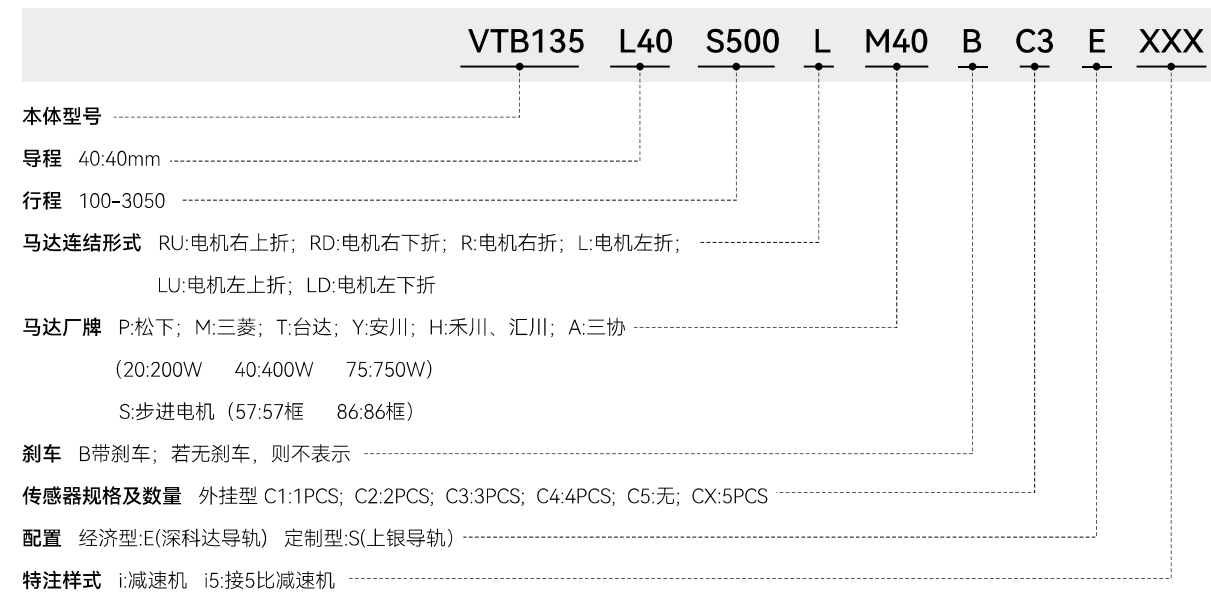 VTB135 L40 S500 L M40 B C3 E XXX
本体型号
导程 40:40mm
行程 100-3050
马达连结形式 RU:电机右上折；RD:电机右下折；R:电机右折；L:电机左折；
LU:电机左上折；LD:电机左下折
马达厂牌 P:松下；M:三菱；T:台达；Y:安川；H:禾川、汇川；A:三协
（20:200W 40:400W 75:750W）
S:步进电机（57:57框 86:86框）
刹车 B带刹车；若无刹车，则不表示
传感器规格及数量 外挂型 C1:1PCS; C2:2PCS; C3:3PCS; C4:4PCS; C5:无; CX:5PCS
配置 经济型:E(深科达导轨) 定制型:S(上银导轨)
特注样式 i:减速机 i5:接5比减速机